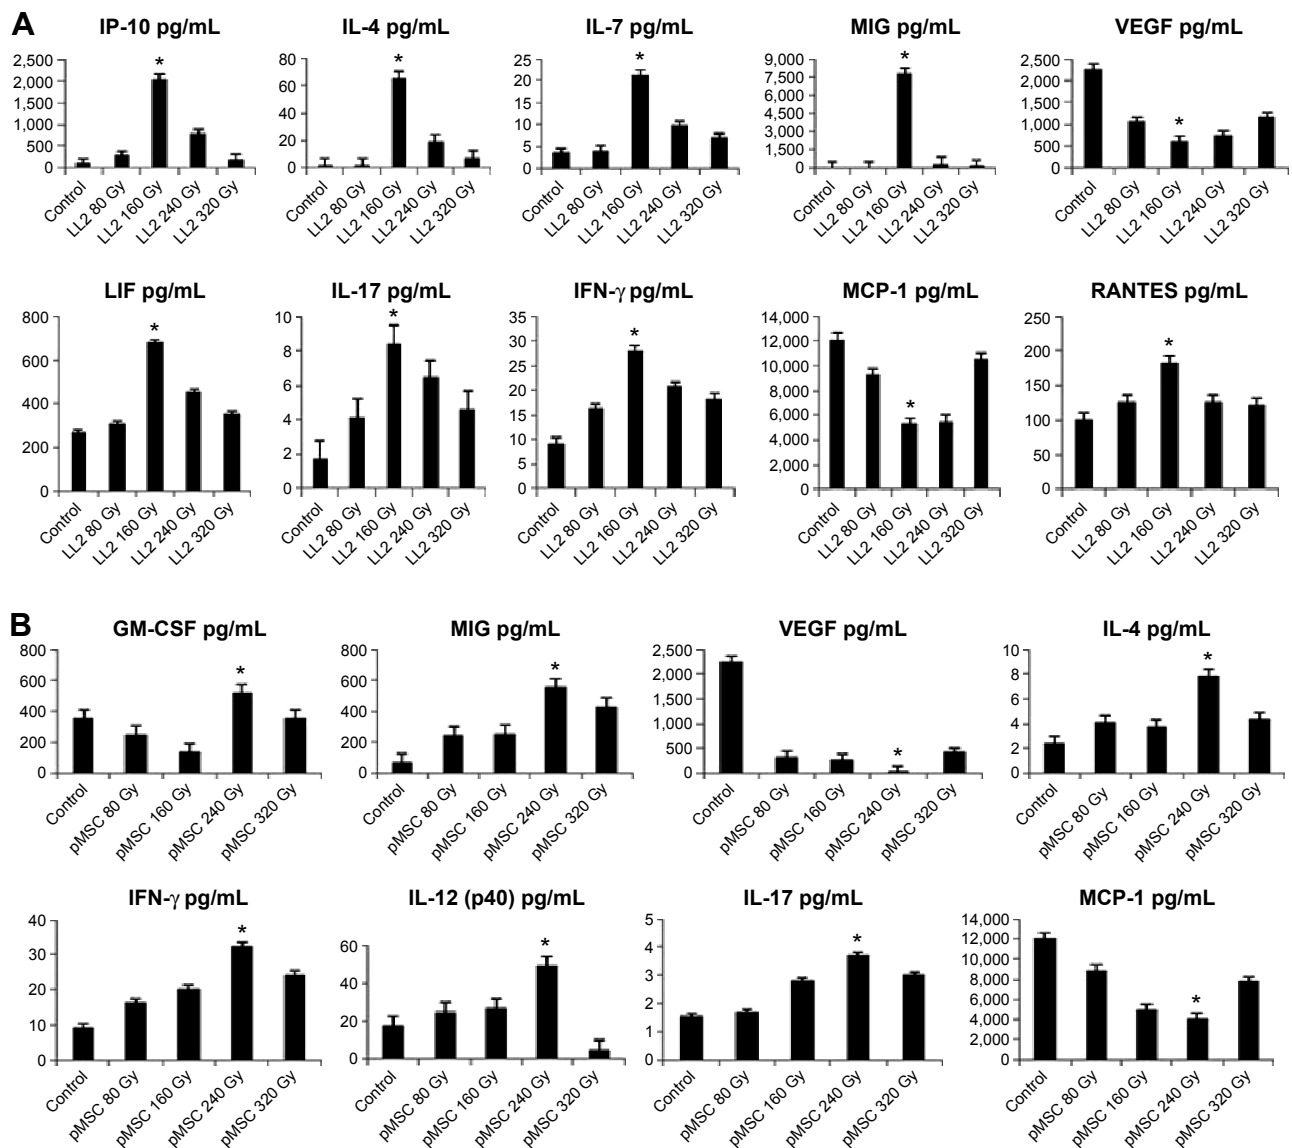 A
IP-10 pg/mL
2,500
2,000
1,500
1,000
500
0
*
Control
LL2 80 Gy
LL2 160 Gy
LL2 240 Gy
LL2 320 Gy
IL-4 pg/mL
80
60
40
20
0
*
Control
LL2 80 Gy
LL2 160 Gy
LL2 240 Gy
LL2 320 Gy
IL-7 pg/mL
25
20
15
10
5
0
*
Control
LL2 80 Gy
LL2 160 Gy
LL2 240 Gy
LL2 320 Gy
MIG pg/mL
9,000
7,500
6,000
4,500
3,000
1,500
0
*
Control
LL2 80 Gy
LL2 160 Gy
LL2 240 Gy
LL2 320 Gy
VEGF pg/mL
2,500
2,000
1,500
1,000
500
0
*
Control
LL2 80 Gy
LL2 160 Gy
LL2 240 Gy
LL2 320 Gy
LIF pg/mL
800
600
400
200
0
*
Control
LL2 80 Gy
LL2 160 Gy
LL2 240 Gy
LL2 320 Gy
IL-17 pg/mL
10
8
6
4
2
0
*
Control
LL2 80 Gy
LL2 160 Gy
LL2 240 Gy
LL2 320 Gy
IFN-γ pg/mL
35
30
25
20
15
10
5
0
*
Control
LL2 80 Gy
LL2 160 Gy
LL2 240 Gy
LL2 320 Gy
MCP-1 pg/mL
14,000
12,000
10,000
8,000
6,000
4,000
2,000
0
*
Control
LL2 80 Gy
LL2 160 Gy
LL2 240 Gy
LL2 320 Gy
RANTES pg/mL
250
200
150
100
50
0
*
Control
LL2 80 Gy
LL2 160 Gy
LL2 240 Gy
LL2 320 Gy
B
GM-CSF pg/mL
800
600
400
200
0
*
Control
pMSC 80 Gy
pMSC 160 Gy
pMSC 240 Gy
pMSC 320 Gy
MIG pg/mL
800
600
400
200
0
*
Control
pMSC 80 Gy
pMSC 160 Gy
pMSC 240 Gy
pMSC 320 Gy
VEGF pg/mL
2,500
2,000
1,500
1,000
500
0
*
Control
pMSC 80 Gy
pMSC 160 Gy
pMSC 240 Gy
pMSC 320 Gy
IL-4 pg/mL
10
8
6
4
2
0
*
Control
pMSC 80 Gy
pMSC 160 Gy
pMSC 240 Gy
pMSC 320 Gy
IFN-γ pg/mL
40
30
20
10
0
*
Control
pMSC 80 Gy
pMSC 160 Gy
pMSC 240 Gy
pMSC 320 Gy
IL-12 (p40) pg/mL
60
40
20
0
*
Control
pMSC 80 Gy
pMSC 160 Gy
pMSC 240 Gy
pMSC 320 Gy
IL-17 pg/mL
5
4
3
2
1
0
*
Control
pMSC 80 Gy
pMSC 160 Gy
pMSC 240 Gy
pMSC 320 Gy
MCP-1 pg/mL
14,000
12,000
10,000
8,000
6,000
4,000
2,000
0
*
Control
pMSC 80 Gy
pMSC 160 Gy
pMSC 240 Gy
pMSC 320 Gy